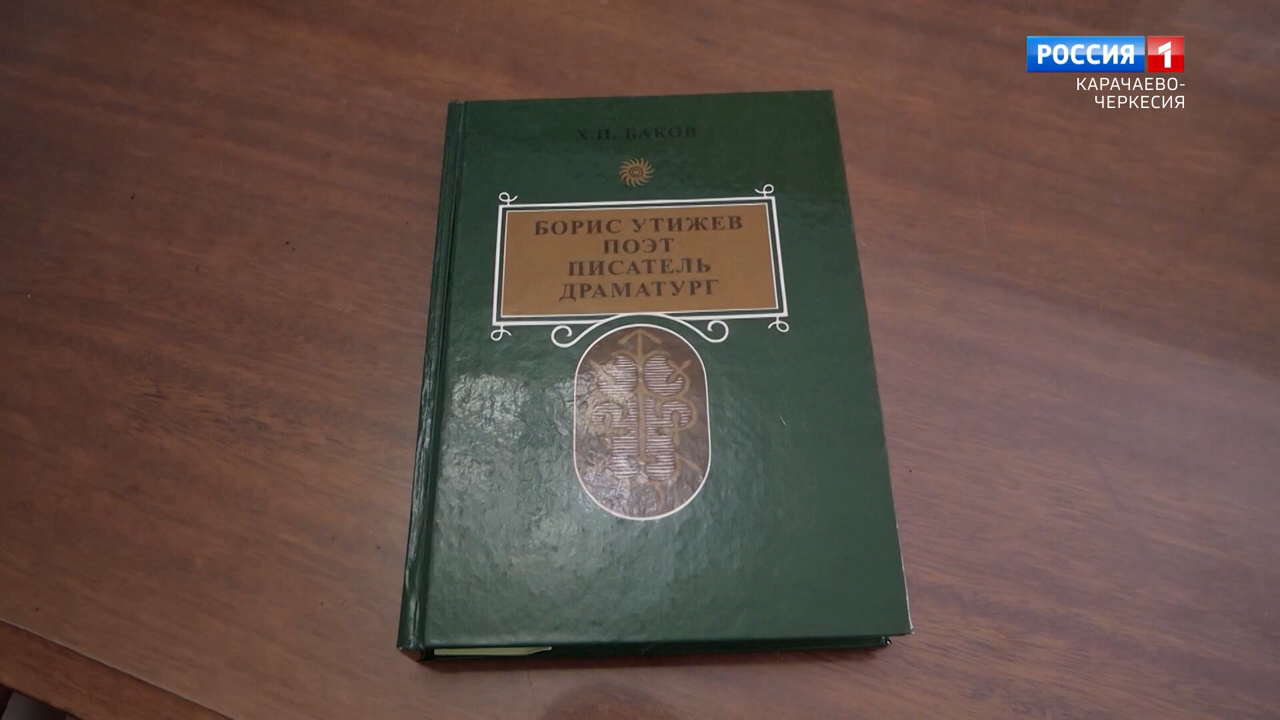 РОССИЯ 1
КАРАЧАЕВО-
ЧЕРКЕСИЯ
Х.И. БАКОВ
БОРИС УТИЖЕВ
ПОЭТ
ПИСАТЕЛЬ
ДРАМАТУРГ